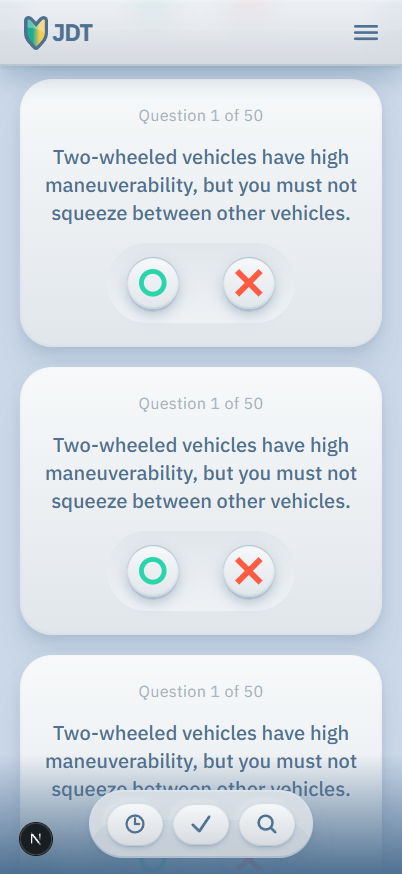 JDT
Question 1 of 50
Two-wheeled vehicles have high
maneuverability, but you must not
squeeze between other vehicles.
Question 1 of 50
Two-wheeled vehicles have high
maneuverability, but you must not
squeeze between other vehicles.
Question 1 of 50
Two-wheeled vehicles have high
maneuverability, but you must not
squeeze between other vehicles.
N